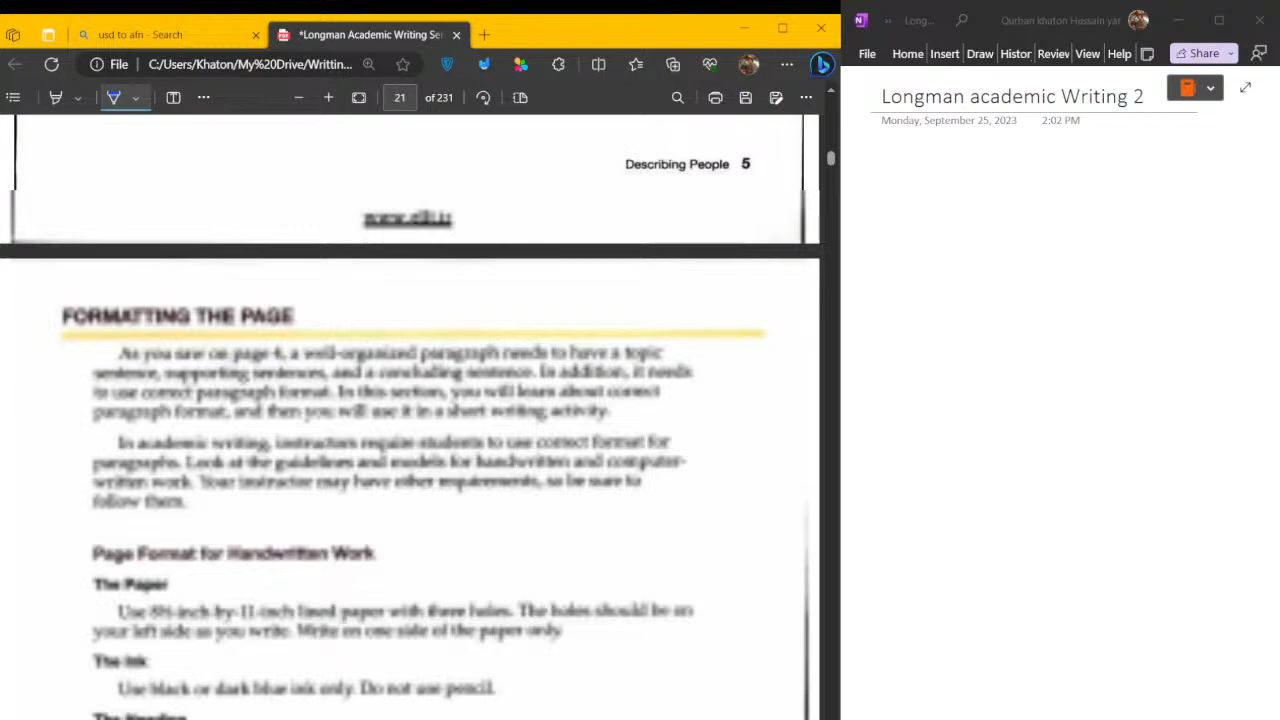 usd to afn - Search
*Longman Academic Writing Ser
Long...
Qurban khaton Hussain yar
File
C:/Users/Khaton/My%20Drive/Writtin...
File Home Insert Draw Histor Review View Help
Share
21 of 231
Longman academic Writing 2
Monday, September 25, 2023 2:02 PM
Describing People 5
FORMATTING THE PAGE
As you saw on page 4, a well-organized paragraph needs to have a topic
sentence, supporting sentences, and a concluding sentence. In addition, it needs
to use correct paragraph format. In this section, you will learn about correct
paragraph format, and then you will use it in a short writing activity.
In academic writing, instructors require students to use correct format for
paragraphs. Look at the guidelines and models for handwritten and computer-
written work. Your instructor may have other requirements, so be sure to
follow them.
Page Format for Handwritten Work
The Paper
Use 8½-inch-by-11-inch lined paper with three holes. The holes should be on
your left side as you write. Write on one side of the paper only.
The Ink
Use black or dark blue ink only. Do not use pencil.
The Heading